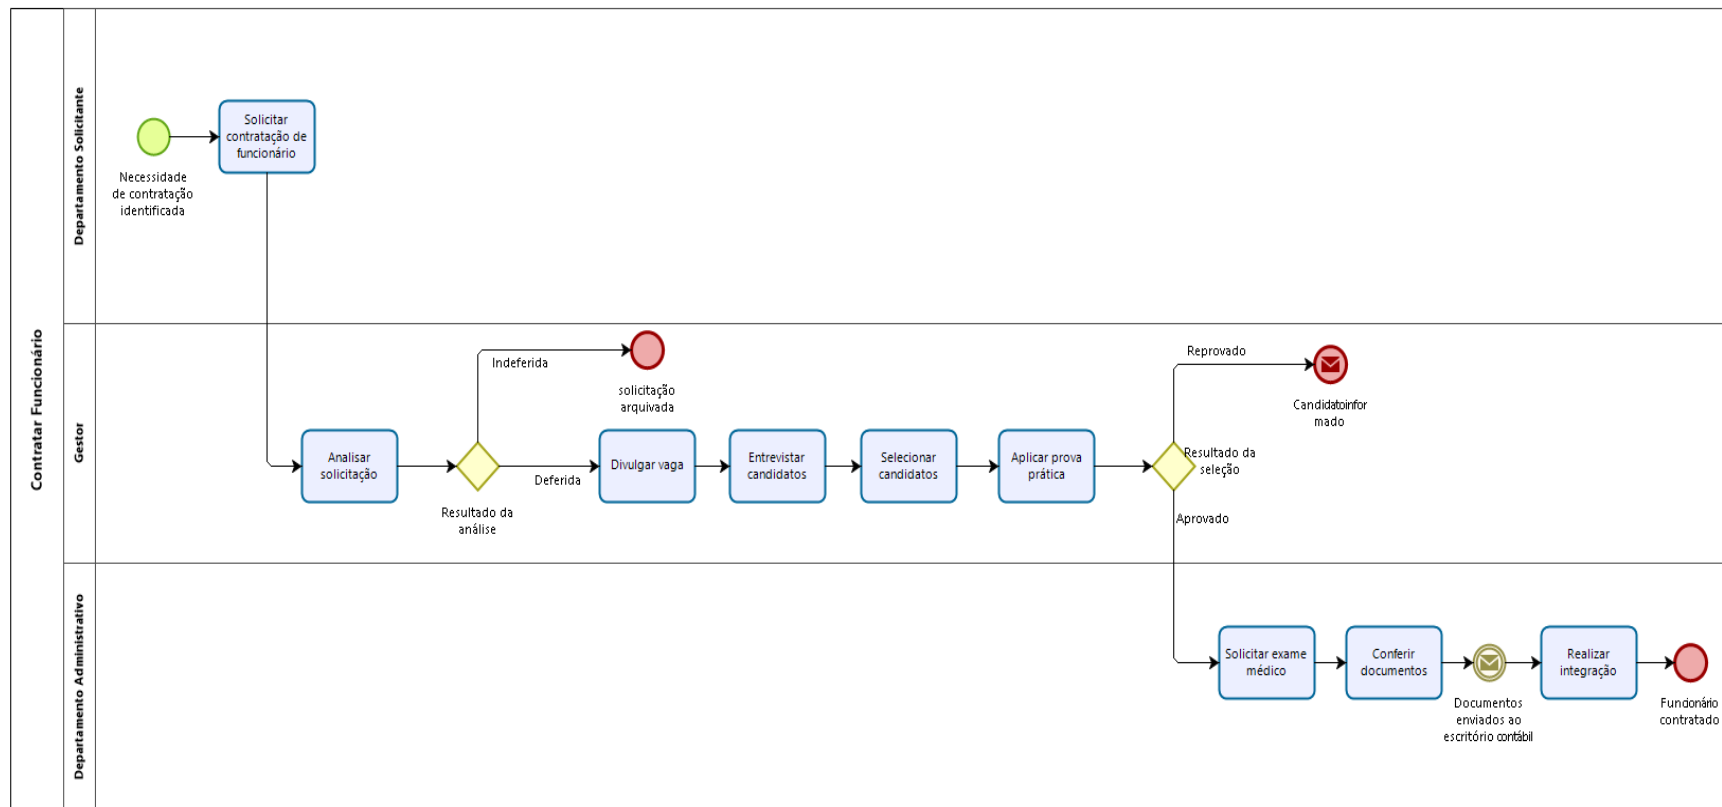 Contratar Funcionário
Departamento Solicitante
Necessidade
de contratação
identificada
Solicitar
contratação de
funcionário
Gestor
Analisar
solicitação
Resultado da
análise
Indeferida
solicitação
arquivada
Deferida
Divulgar vaga
Entrevistar
candidatos
Selecionar
candidatos
Aplicar prova
prática
Resultado da
seleção
Reprovado
Candidatoinfor
mado
Aprovado
Departamento Administrativo
Solicitar exame
médico
Conferir
documentos
Documentos
enviados ao
escritório contábil
Realizar
integração
Funcionário
contratado